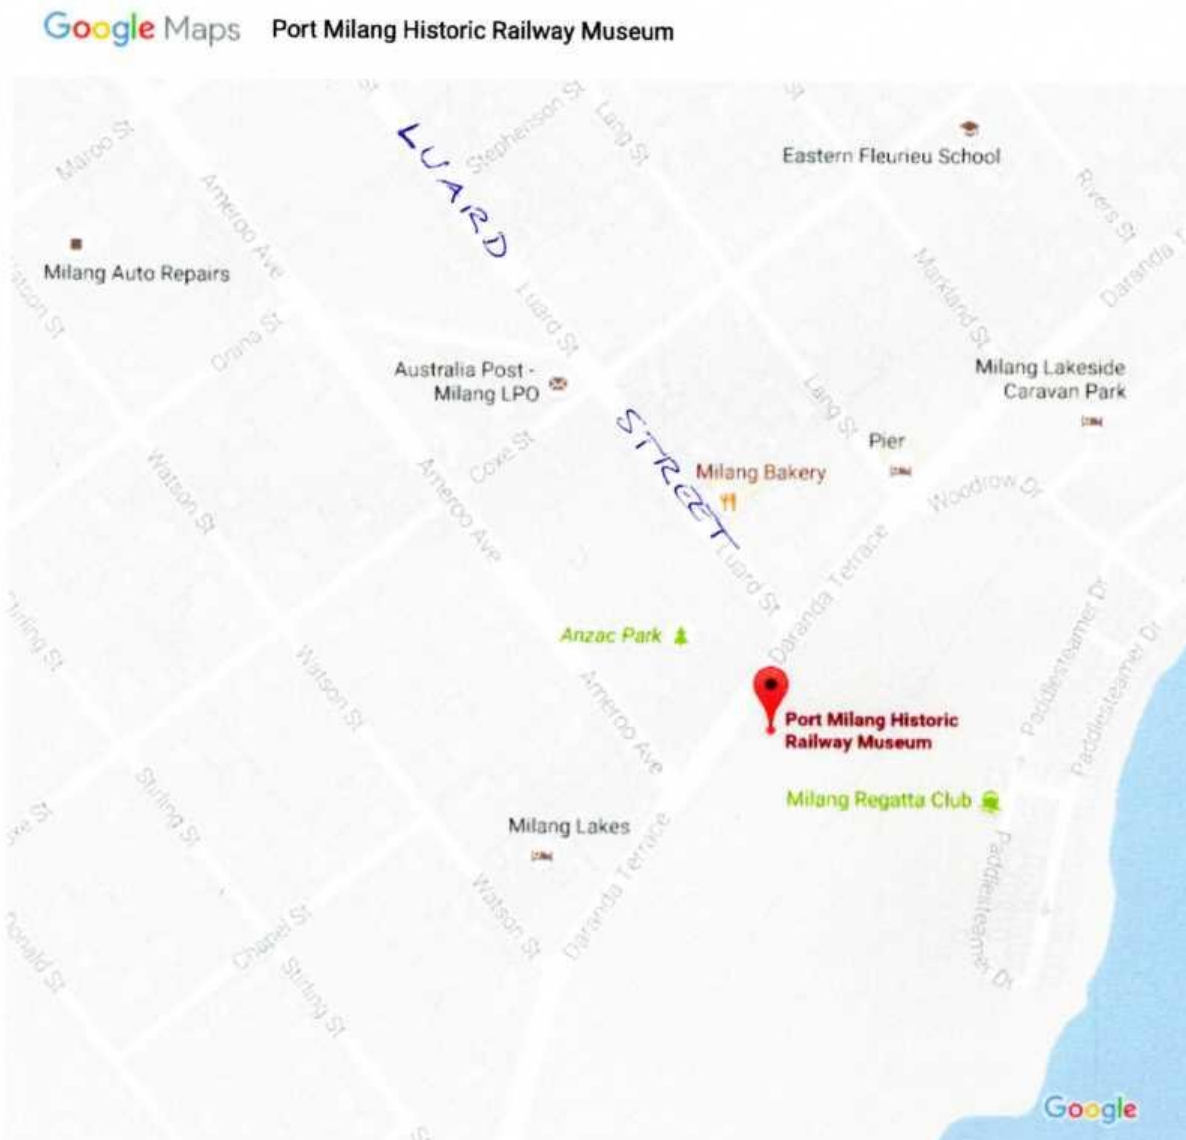 Google Maps Port Milang Historic Railway Museum
St
LUARD
Stephenson St
Lang St
St
Eastern Fleurieu School
Maroo St
Ameroo Ave
Rivers St
Milang Auto Repairs
Watson St
Luard St
Markland St
Daranda
Australia Post -
Milang LPO
Milang Lakeside
Caravan Park
STREET
Lang St
Pier
Coxe St
Milang Bakery
Watson St
Ameroo Ave
Woodrow Dr
Luard St
Daranda Terrace
Anzac Park
Paddlesteamer Dr
Paddlesteamer Dr
Stirling St
Watson St
Ameroo Ave
Port Milang Historic
Railway Museum
Milang Regatta Club
Stirling St
Milang Lakes
Daranda Terrace
Paddlesteamer Dr
Watson St
Chapel St
Stirling St
Google